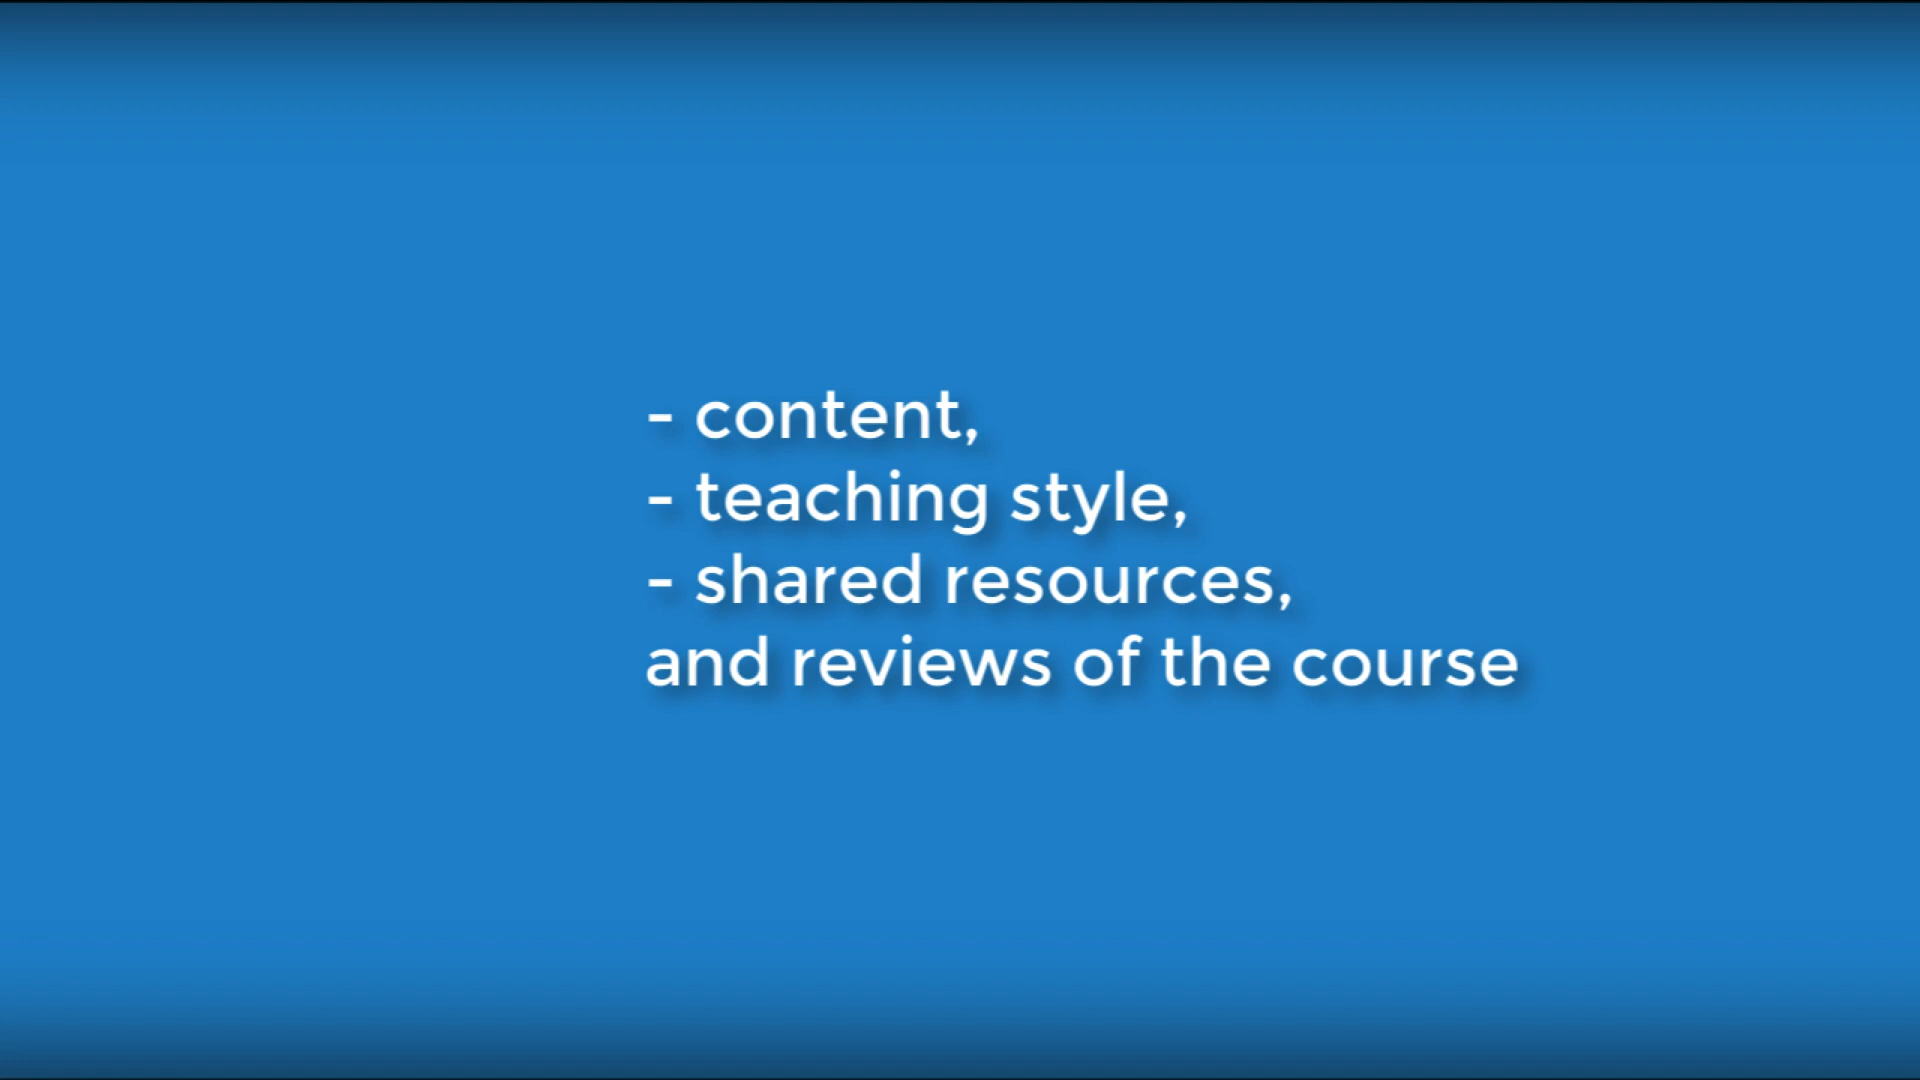 - content,
- teaching style,
- shared resources,
and reviews of the course